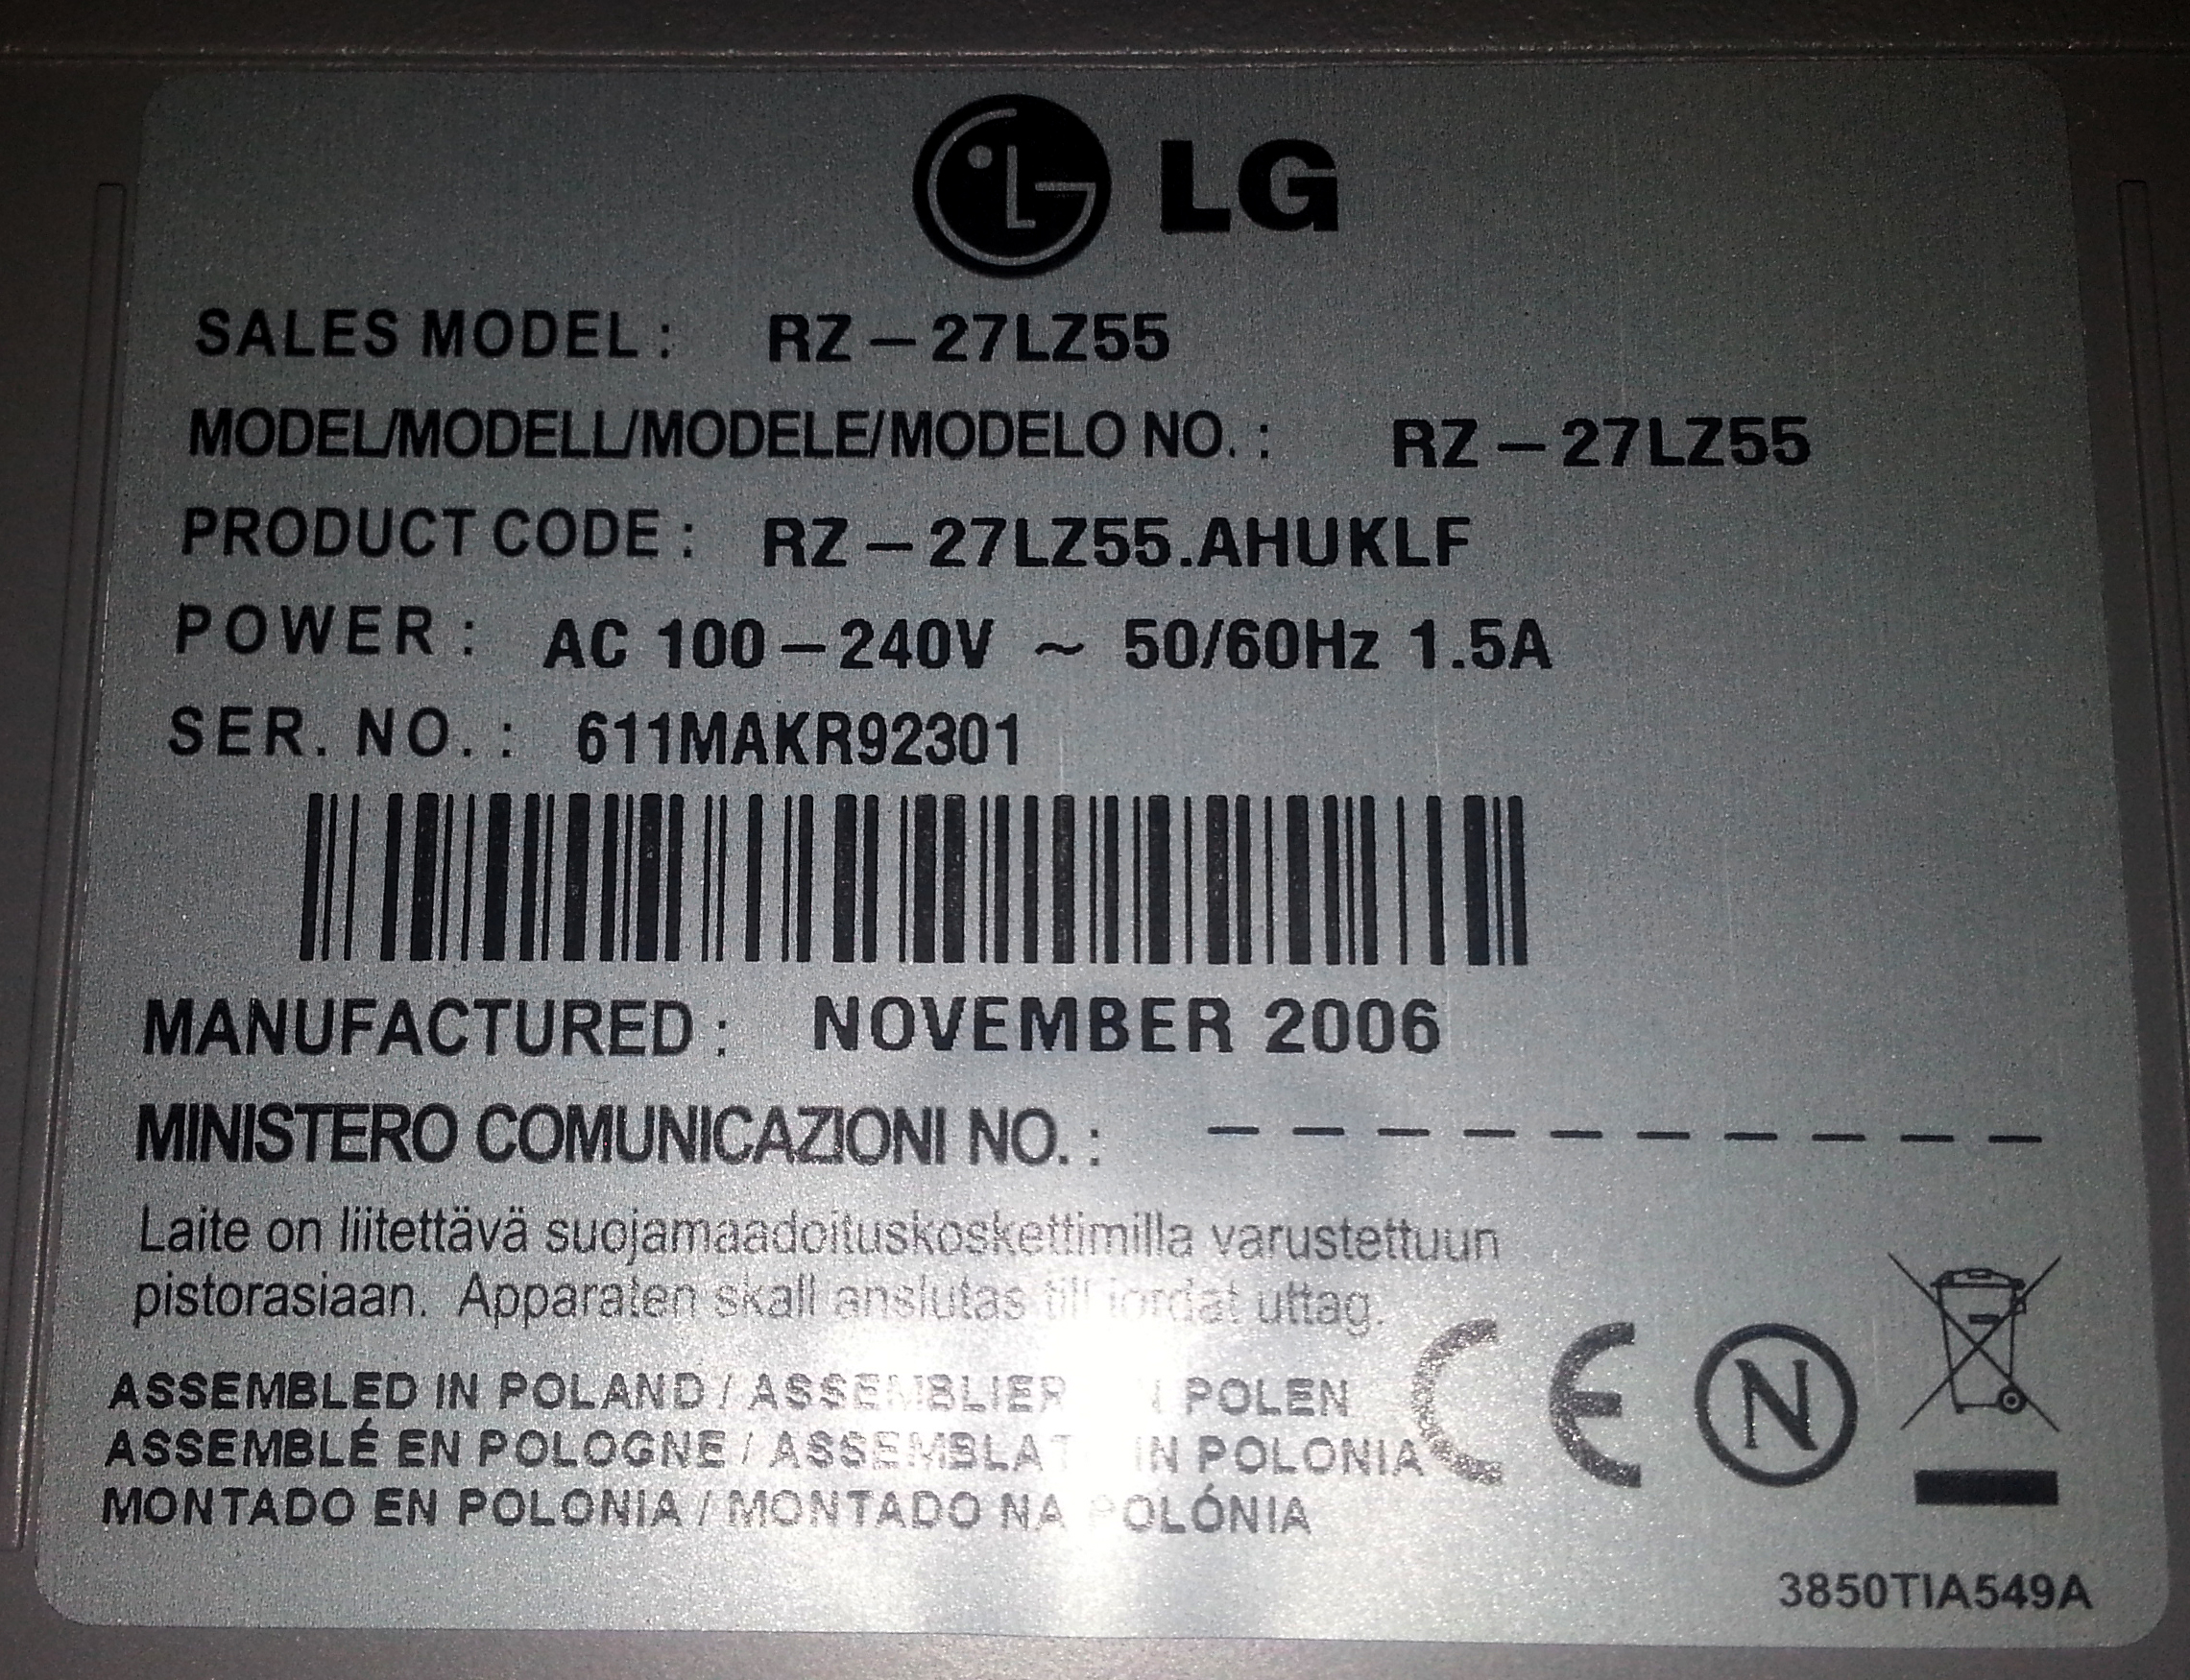 LG
SALES MODEL : RZ – 27LZ55
MODEL/MODELL/MODELE/MODELO NO. : RZ – 27LZ55
PRODUCT CODE : RZ – 27LZ55.AHUKLF
POWER : AC 100 – 240V ~ 50/60Hz 1.5A
SER. NO. : 611MAKR92301
MANUFACTURED : NOVEMBER 2006
MINISTERO COMUNICAZIONI NO. : – – – – – – – – – –
Laite on liitettävä suojamaadoituskoskettimilla varustettuun
pistorasiaan. Apparaten skall anslutas till jordat uttag.
ASSEMBLED IN POLAND / POLEN
ASSEMBLÉ EN POLOGNE / IN POLONIA
MONTADO EN POLONIA / MONTADO NA POLÓNIA
CE N
3850TIA549A